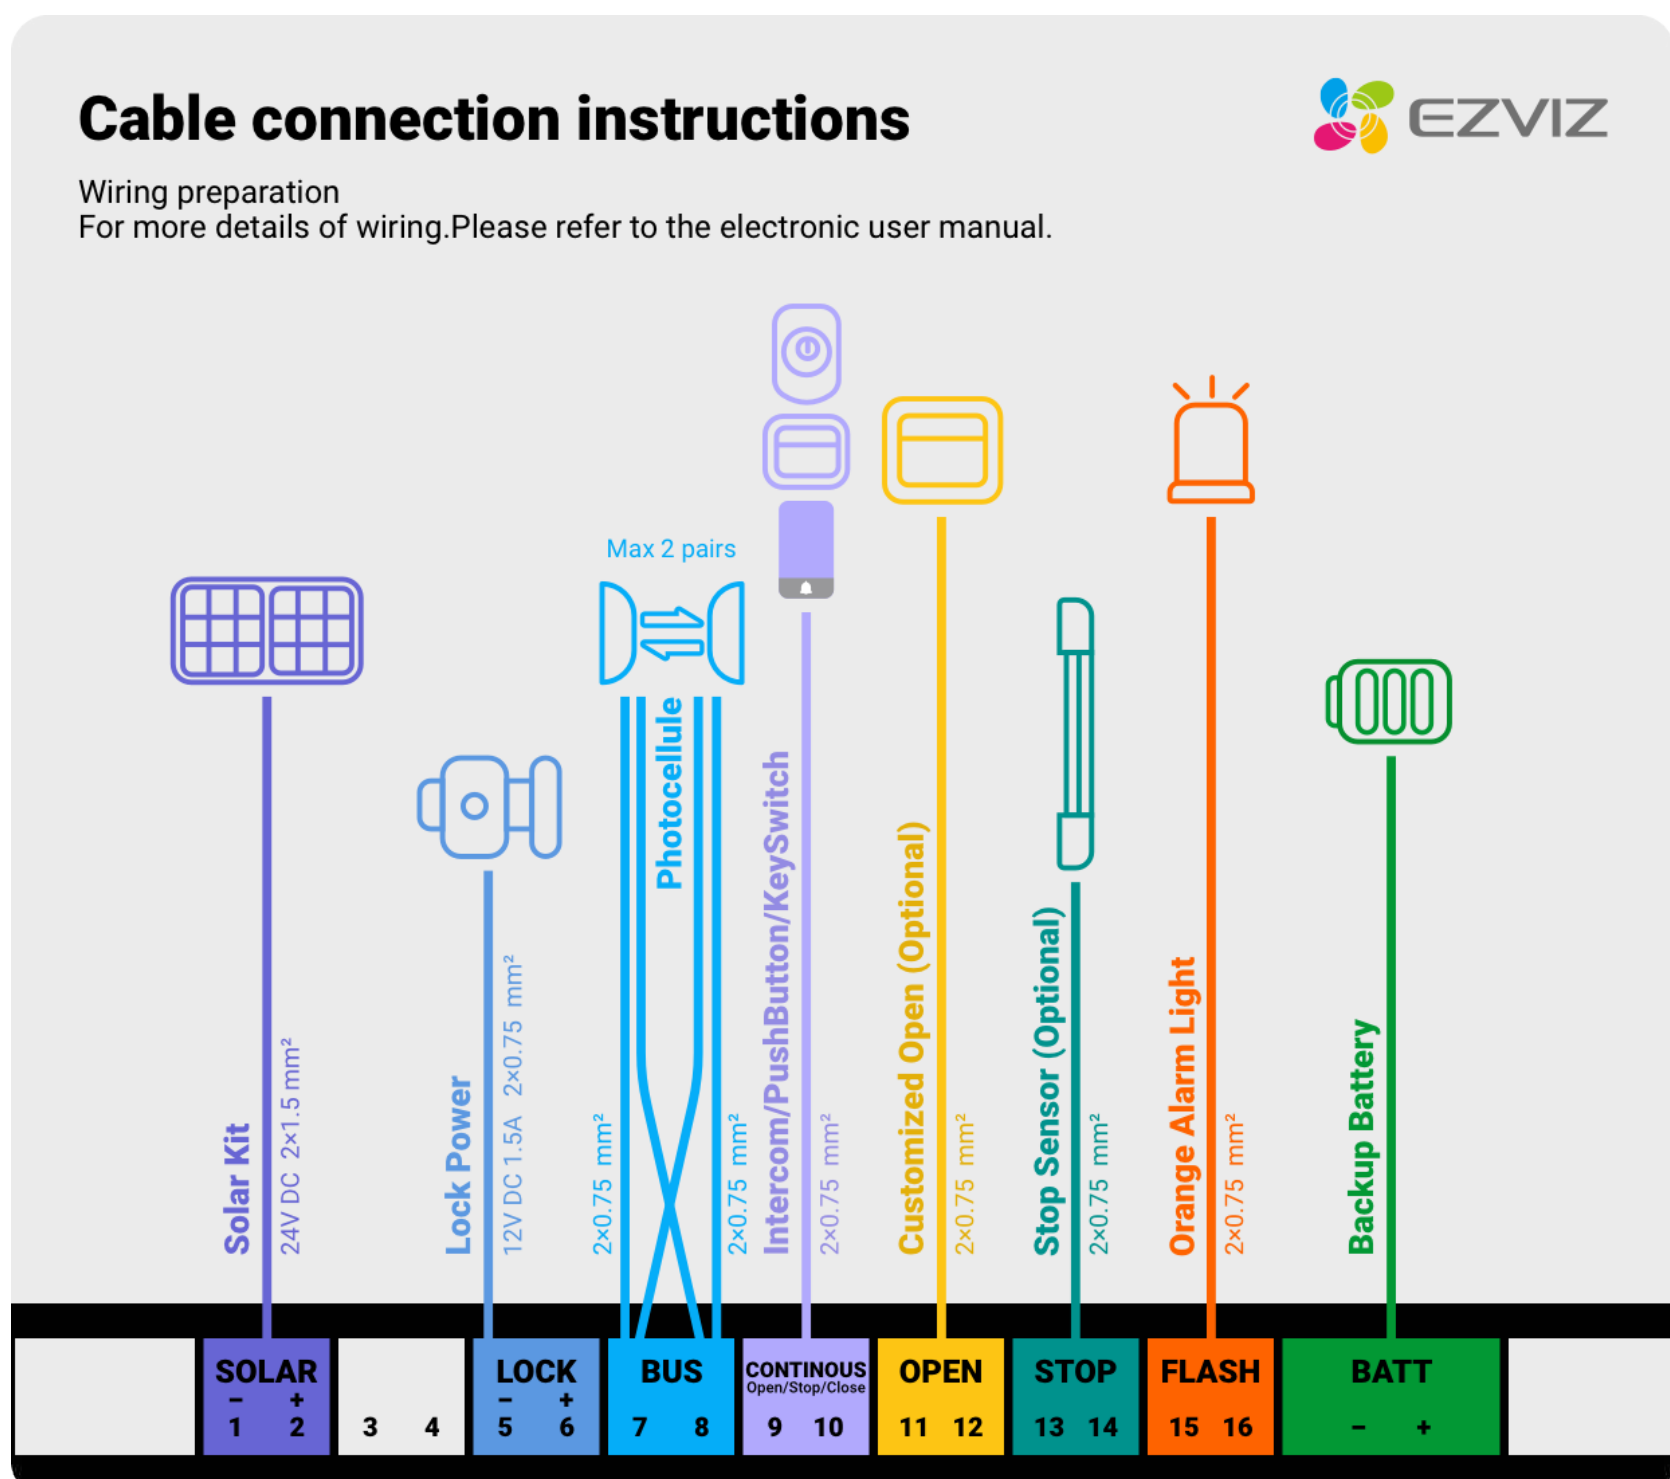 Cable connection instructions
EZVIZ
Wiring preparation
For more details of wiring.Please refer to the electronic user manual.
Max 2 pairs
Solar Kit
24V DC 2×1.5 mm²
Lock Power
12V DC 1.5A 2×0.75 mm²
2×0.75 mm²
Photocellule
2×0.75 mm²
Intercom/PushButton/KeySwitch
2×0.75 mm²
Customized Open (Optional)
2×0.75 mm²
Stop Sensor (Optional)
2×0.75 mm²
Orange Alarm Light
2×0.75 mm²
Backup Battery
SOLAR
− +
1 2
3 4
LOCK
− +
5 6
BUS
7 8
CONTINOUS
Open/Stop/Close
9 10
OPEN
11 12
STOP
13 14
FLASH
15 16
BATT
− +